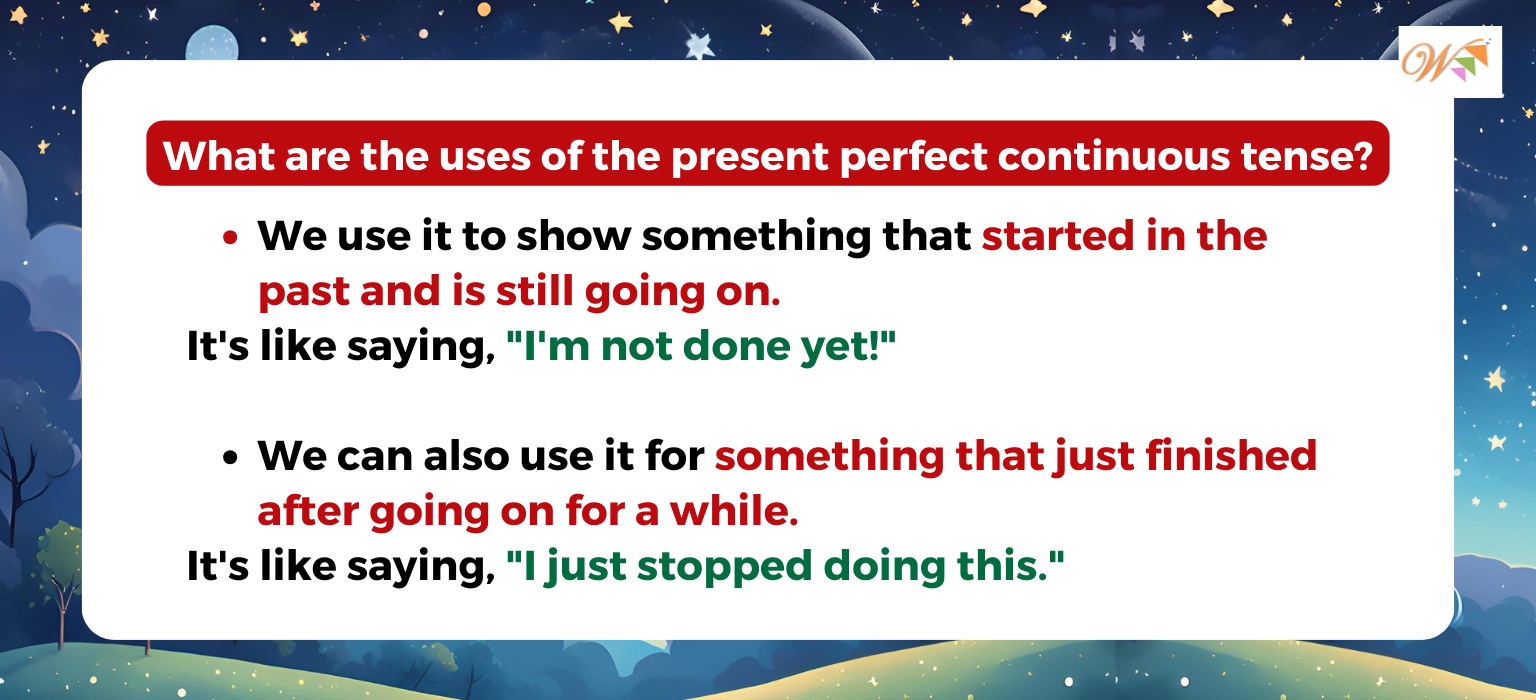 What are the uses of the present perfect continuous tense?
• We use it to show something that started in the
past and is still going on.
It's like saying, "I'm not done yet!"
• We can also use it for something that just finished
after going on for a while.
It's like saying, "I just stopped doing this."
W